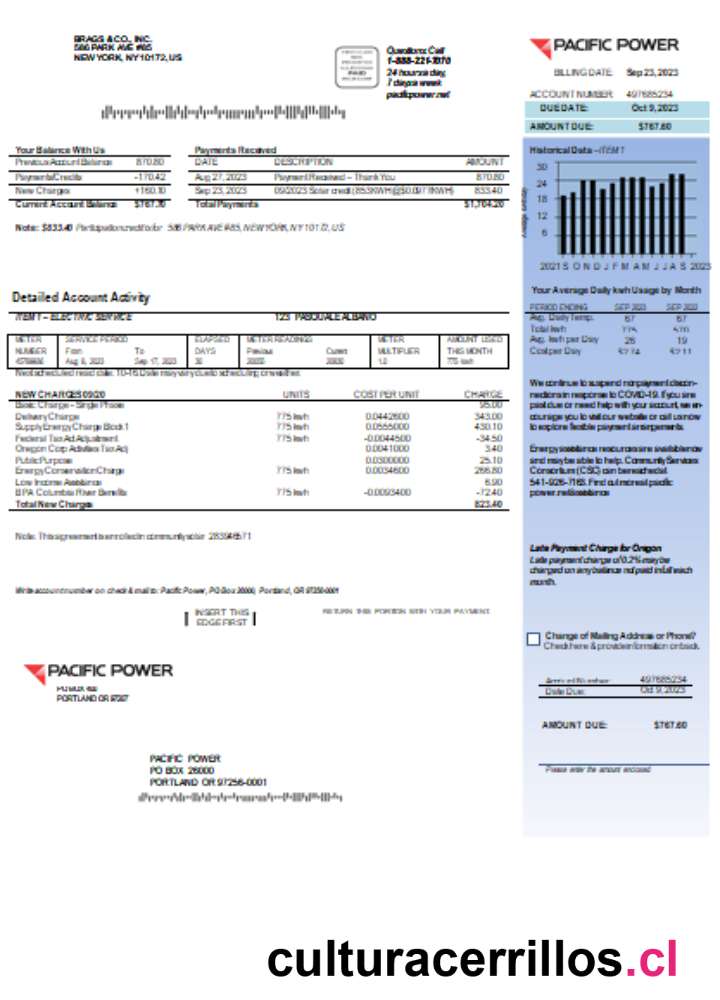 BRAGS & CO., INC.
586 PARK AVE #85
NEW YORK, NY 10172, US
PAID
Questions: Call
1-888-221-7070
24 hours a day,
7 days a week
pacificpower.net
PACIFIC POWER
BILLING DATE: Sep 23, 2023
ACCOUNT NUMBER: 497685234
DUE DATE: Oct 9, 2023
AMOUNT DUE: $767.60
Your Balance With Us
Previous Account Balance 870.80
Payments/Credits -170.42
New Charges +160.10
Current Account Balance
Payments Received
DATE DESCRIPTION AMOUNT
Aug 27, 2023 Payment Received – Thank You 870.80
Sep 23, 2023 09/2023 Solar credit (853KWH@$0.0977KWH) 833.40
Total Payments $1,704.20
Note: $833.40 Participation credits for 586 PARK AVE #85, NEW YORK, NY 10172, US
Historical Data – ITEM 1
30
24
18
12
6
2021 S O N D J F M A M J J A S 2023
Your Average Daily kwh Usage by Month
PERIOD ENDING SEP 2023 SEP 2022
Avg. Daily Temp. 67 67
Total kwh 775 570
Avg. kwh per Day 26 19
Cost per Day $2.74 $2.11
Detailed Account Activity
ITEM 1 – ELECTRIC SERVICE 123 PASQUALE ALBANO
METER SERVICE PERIOD ELAPSED METER READINGS METER AMOUNT USED
NUMBER From To DAYS Previous Current MULTIPLIER THIS MONTH
Aug 8, 2023 Sep 17, 2023 1.0 775 kwh
Next scheduled read date: 10-16. Date may vary due to scheduling or weather.
NEW CHARGES 09/20 UNITS COST PER UNIT CHARGE
Basic Charge – Single Phase 95.00
Delivery Charge 775 kwh 0.0442600 343.00
Supply Energy Charge Block 1 775 kwh 0.0555000 430.10
Federal Tax Ad Adjustment 775 kwh -0.0044500 -34.50
Oregon Corp Activities Tax Adj 0.0041000 3.40
Public Purpose 0.0300000 25.10
Energy Conservation Charge 775 kwh 0.0034600 266.80
Low Income Assistance 6.90
BPA Columbia River Benefits 775 kwh -0.0093400 -72.40
Total New Charges 823.40
Note: This agreement is enrolled in community solar
We continue to suspend nonpayment discon-
nections in response to COVID-19. If you are
past due or need help with your account, we en-
courage you to visit our website or call us now
to explore flexible payment arrangements.
Energy assistance resources are available now
and may be able to help. Community Services
Consortium (CSC) can be reached at
541-926-7163. Find out more at pacific
power.net/assistance
Late Payment Charge for Oregon
Late payment charge of 0.2% may be
charged on any balance not paid in full each
month.
Write account number on check & mail to: Pacific Power, PO Box 26000, Portland, OR 97256-0001
INSERT THIS
EDGE FIRST
RETURN THIS PORTION WITH YOUR PAYMENT.
Change of Mailing Address or Phone?
Check here & provide information on back.
PACIFIC POWER
PO BOX 400
PORTLAND OR 97207
Account Number: 497685234
Date Due: Oct 9, 2023
AMOUNT DUE: $767.60
Please enter the amount enclosed
PACIFIC POWER
PO BOX 26000
PORTLAND OR 97256-0001
culturacerrillos.cl